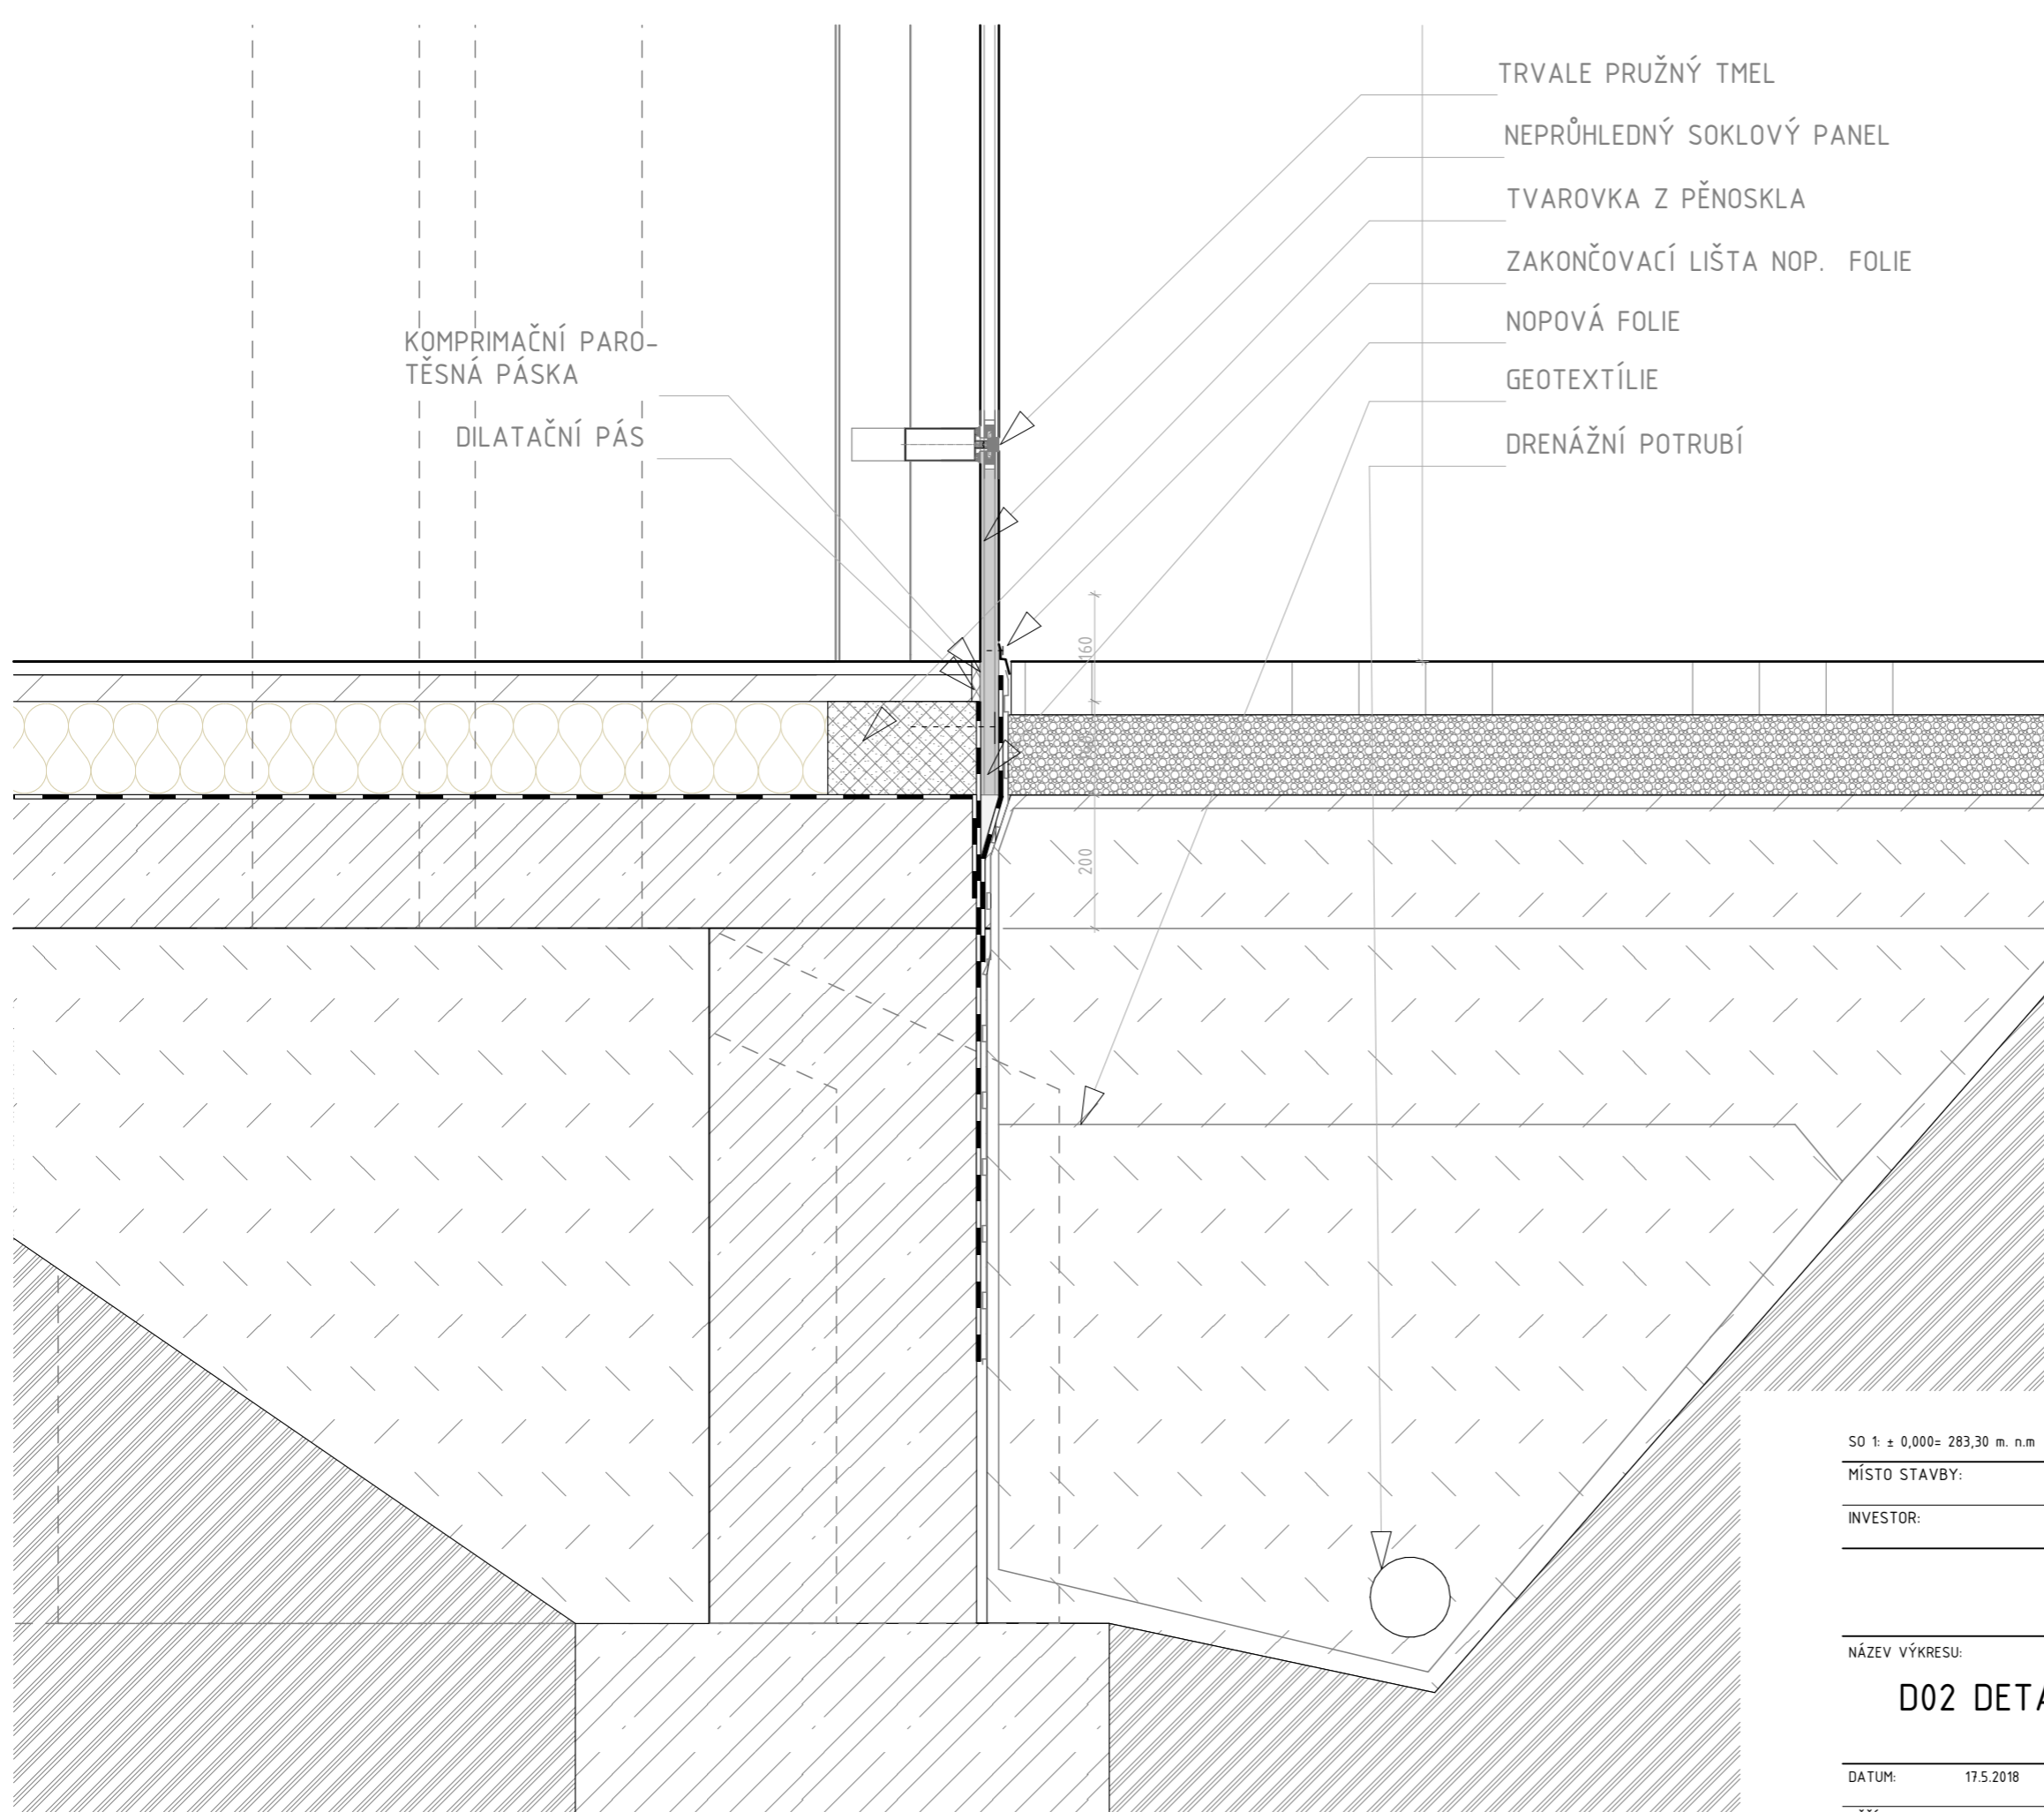 TRVALE PRUŽNÝ TMEL
NEPRŮHLEDNÝ SOKLOVÝ PANEL
TVAROVKA Z PĚNOSKLA
ZAKONČOVACÍ LIŠTA NOP. FOLIE
NOPOVÁ FOLIE
GEOTEXTÍLIE
DRENÁŽNÍ POTRUBÍ
KOMPRIMAČNÍ PARO-
TĚSNÁ PÁSKA
DILATAČNÍ PÁS
160
200
SO 1: ± 0,000= 283,30 m. n.m
MÍSTO STAVBY:
INVESTOR:
NÁZEV VÝKRESU:
D02 DETA
DATUM: 17.5.2018